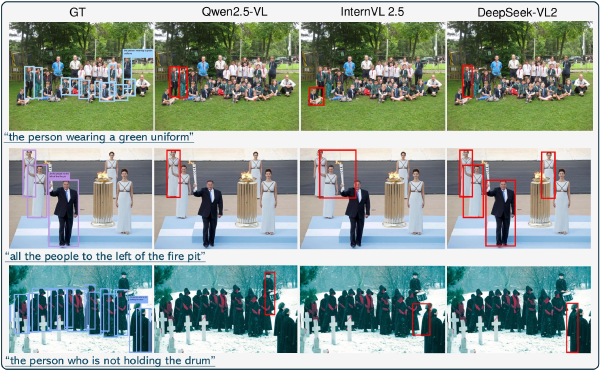 GT
Qwen2.5-VL
InternVL 2.5
DeepSeek-VL2
"the person wearing a green uniform"
"all the people to the left of the fire pit"
"the person who is not holding the drum"